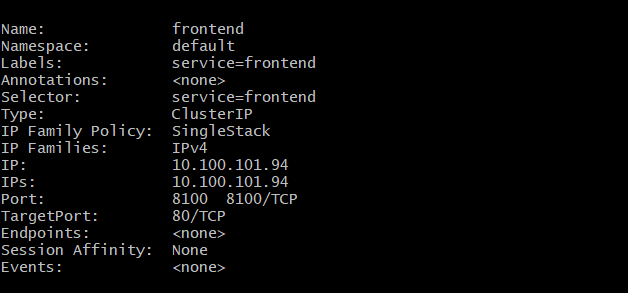 Name:              frontend
Namespace:         default
Labels:            service=frontend
Annotations:       <none>
Selector:          service=frontend
Type:              ClusterIP
IP Family Policy:  SingleStack
IP Families:       IPv4
IP:                10.100.101.94
IPs:               10.100.101.94
Port:              8100  8100/TCP
TargetPort:        80/TCP
Endpoints:         <none>
Session Affinity:  None
Events:            <none>